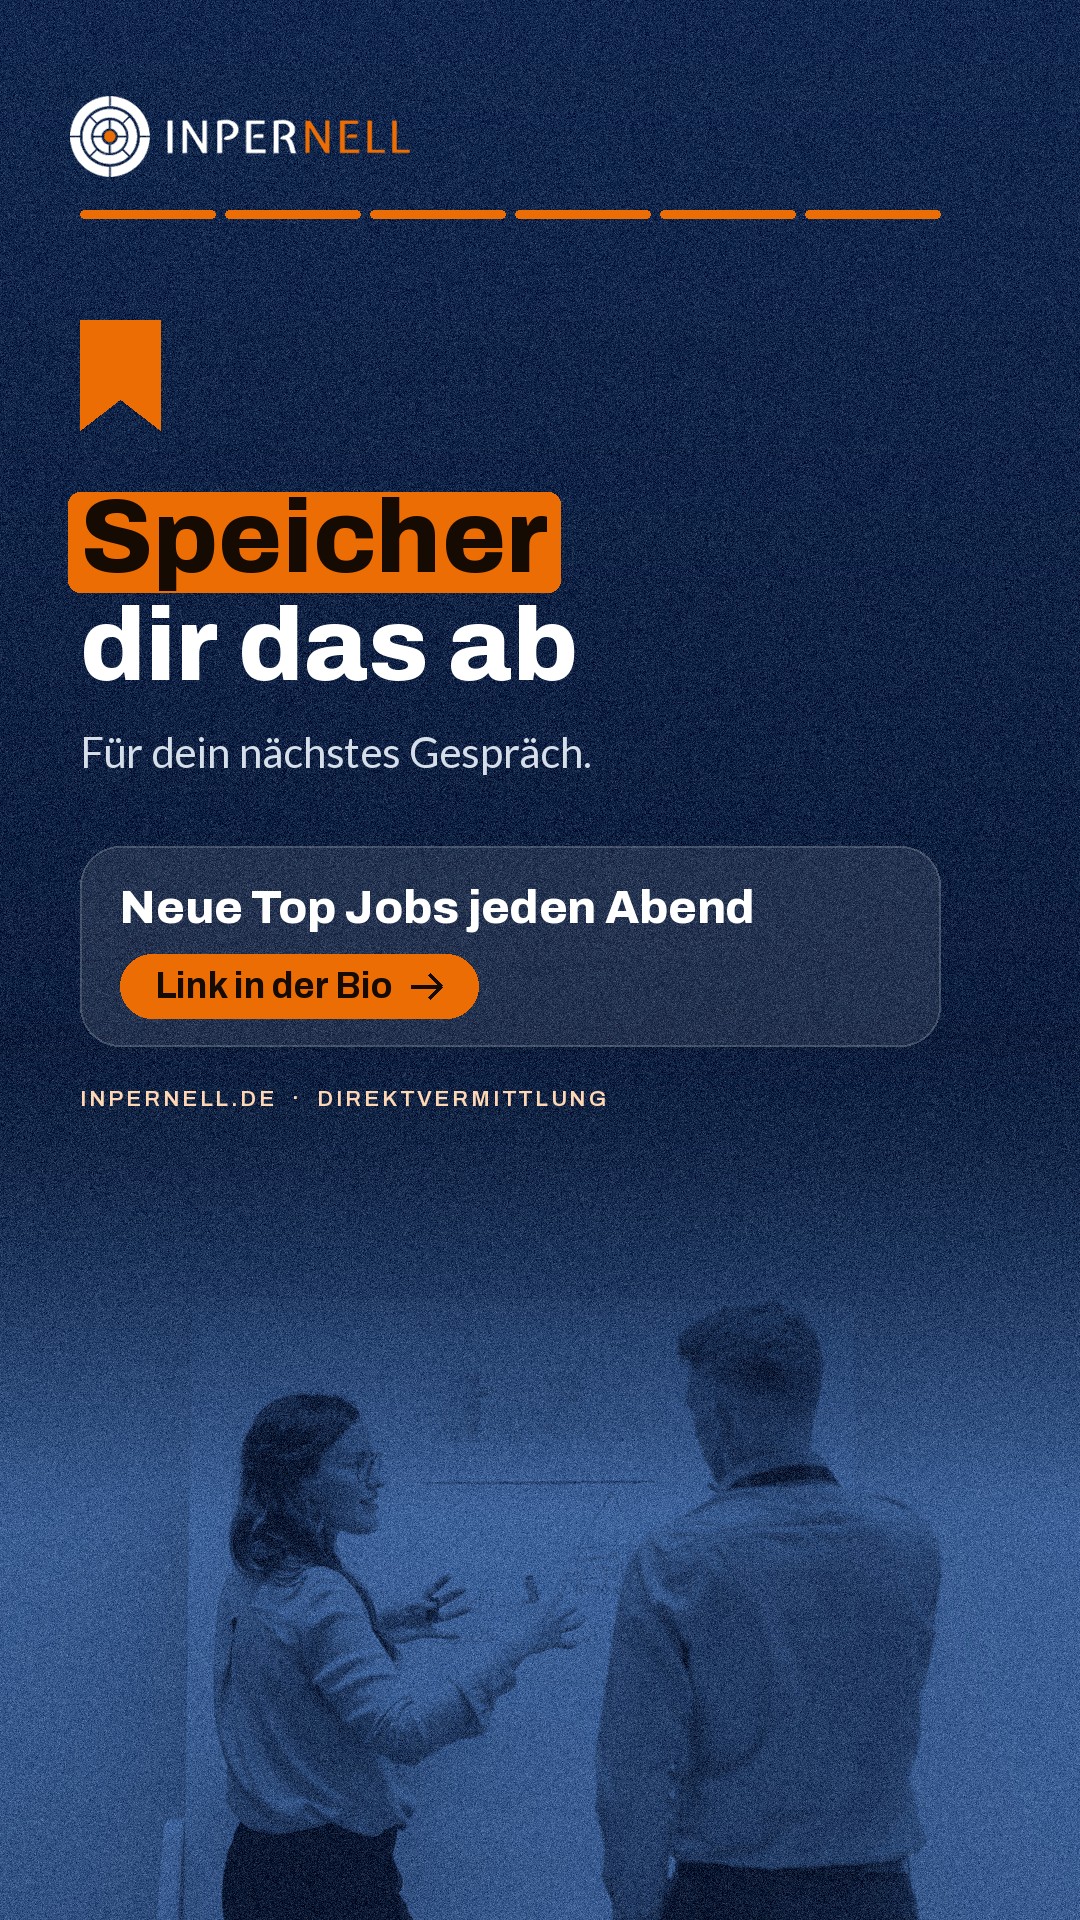 INPERNELL
Speicher
dir das ab
Für dein nächstes Gespräch.
Neue Top Jobs jeden Abend
Link in der Bio →
INPERNELL.DE · DIREKTVERMITTLUNG